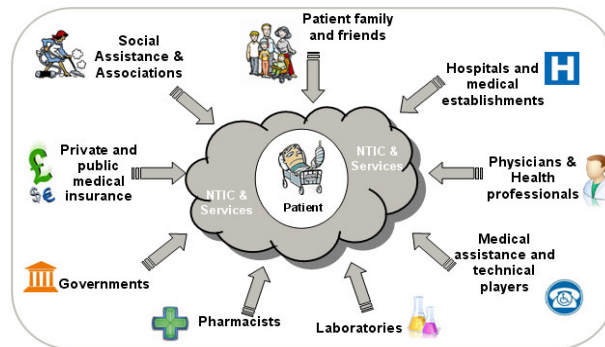 Social
Assistance &
Associations
Patient family
and friends
Hospitals and
medical
establishments
H
Private and
public
medical
insurance
£
$€
NTIC &
Services
NTIC &
Services
Patient
Physicians &
Health
professionals
Governments
Medical
assistance and
technical
players
Pharmacists
Laboratories